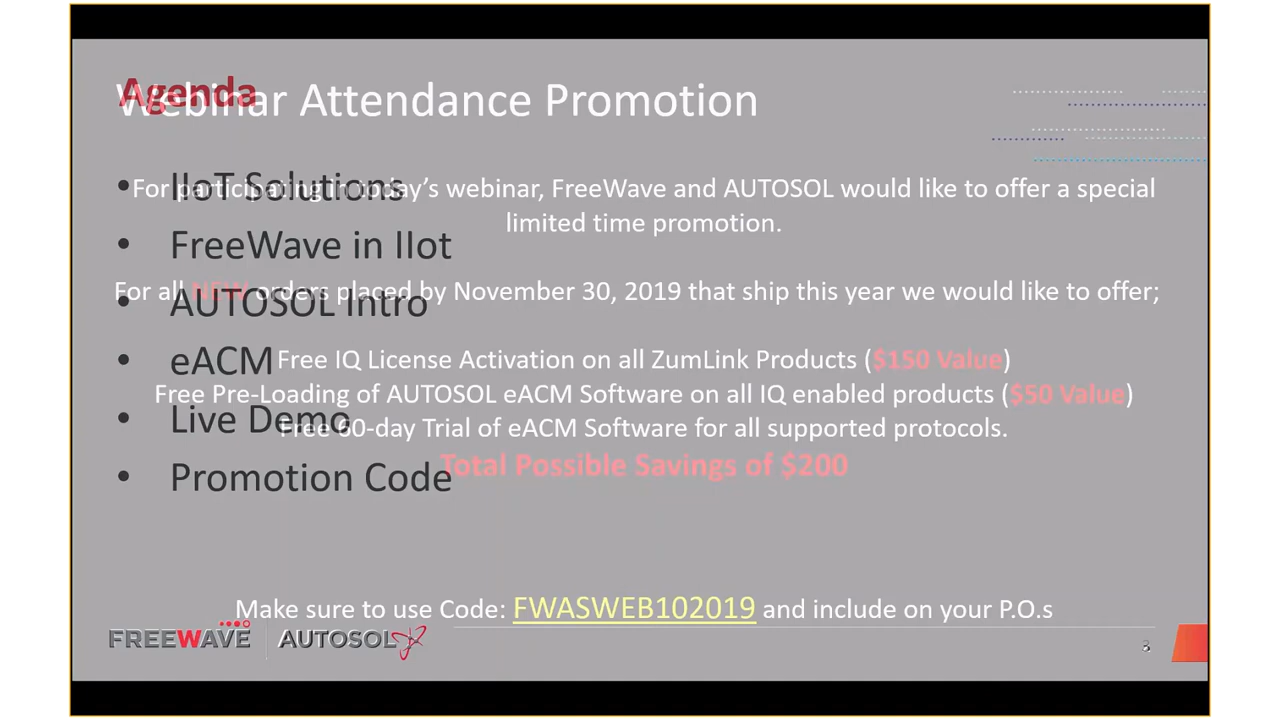 Agenda
Webinar Attendance Promotion
• IIoT Solutions
For participating in today's webinar, FreeWave and AUTOSOL would like to offer a special
limited time promotion.
• FreeWave in IIot
For all NEW orders placed by November 30, 2019 that ship this year we would like to offer;
• AUTOSOL Intro
• eACM
Free IQ License Activation on all ZumLink Products ($150 Value)
Free Pre-Loading of AUTOSOL eACM Software on all IQ enabled products ($50 Value)
• Live Demo
Free 60-day Trial of eACM Software for all supported protocols.
Total Possible Savings of $200
• Promotion Code
Make sure to use Code: FWASWEB102019 and include on your P.O.s
FREEWAVE AUTOSOL